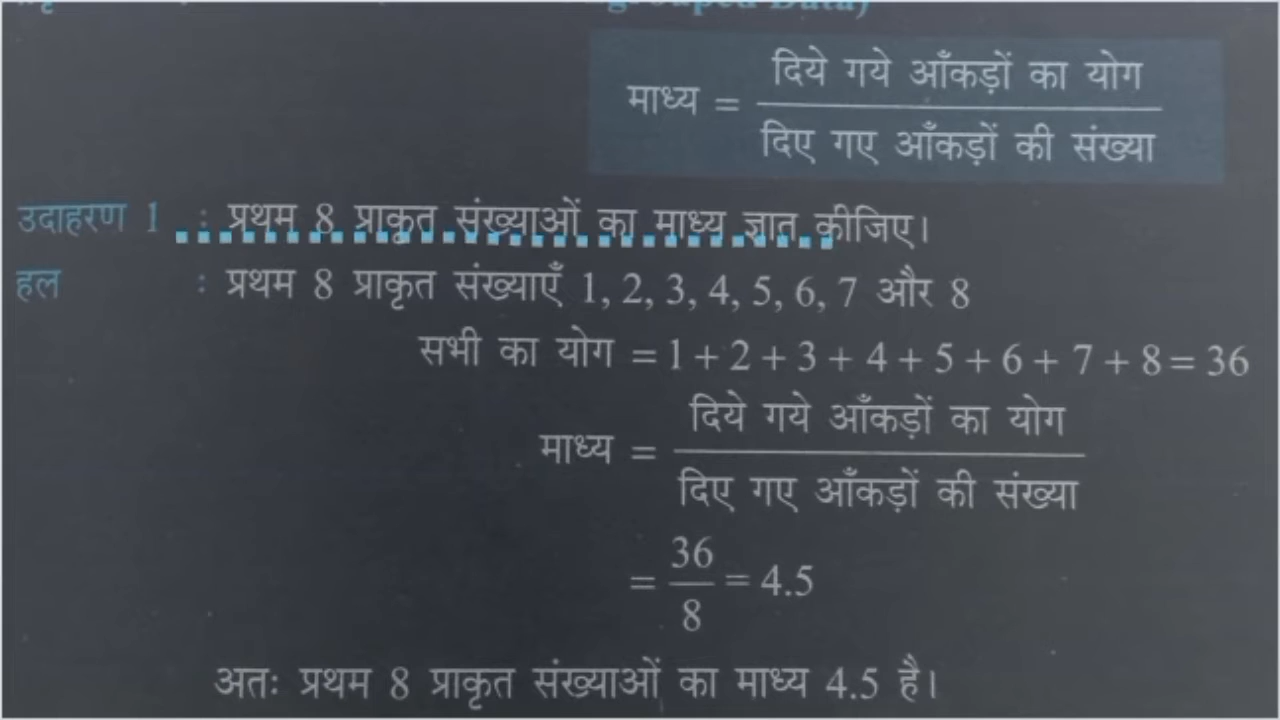 माध्य = दिये गये आँकड़ों का योग / दिए गए आँकड़ों की संख्या
उदाहरण 1 : प्रथम 8 प्राकृत संख्याओं का माध्य ज्ञात कीजिए।
हल : प्रथम 8 प्राकृत संख्याएँ 1, 2, 3, 4, 5, 6, 7 और 8
सभी का योग = 1 + 2 + 3 + 4 + 5 + 6 + 7 + 8 = 36
माध्य = दिये गये आँकड़ों का योग / दिए गए आँकड़ों की संख्या
= 36 / 8 = 4.5
अतः प्रथम 8 प्राकृत संख्याओं का माध्य 4.5 है।